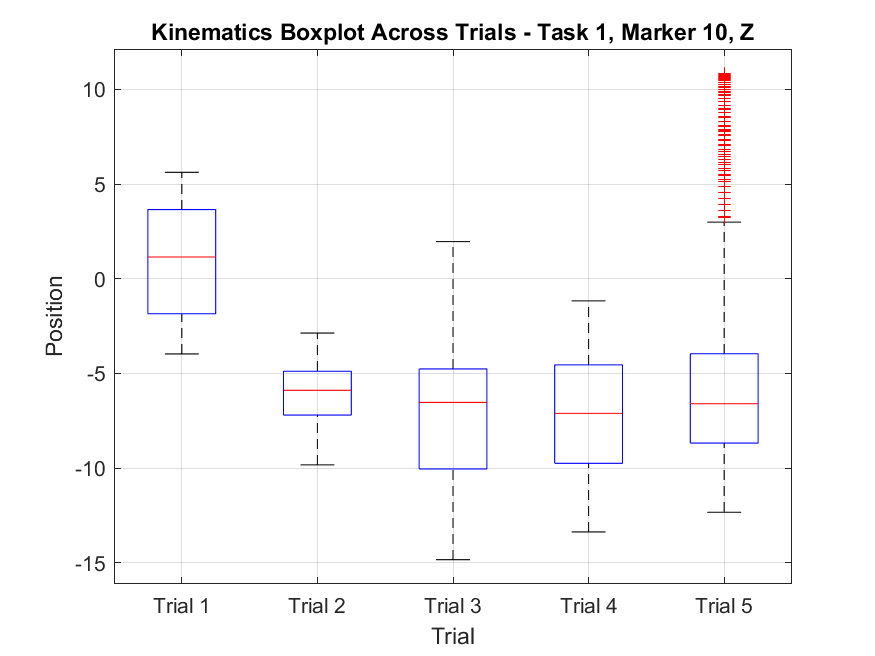 Kinematics Boxplot Across Trials - Task 1, Marker 10, Z
10
5
0
-5
-10
-15
Position
Trial 1 Trial 2 Trial 3 Trial 4 Trial 5
Trial